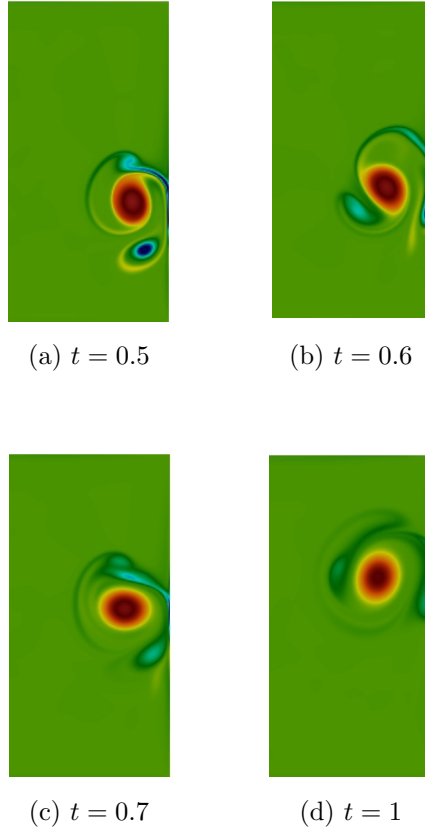 (a) t = 0.5
(b) t = 0.6
(c) t = 0.7
(d) t = 1